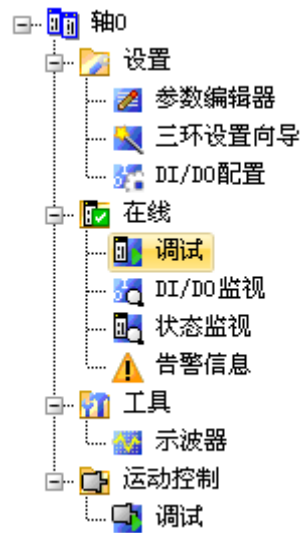 轴0
设置
参数编辑器
三环设置向导
DI/DO配置
在线
调试
DI/DO监视
状态监视
告警信息
工具
示波器
运动控制
调试